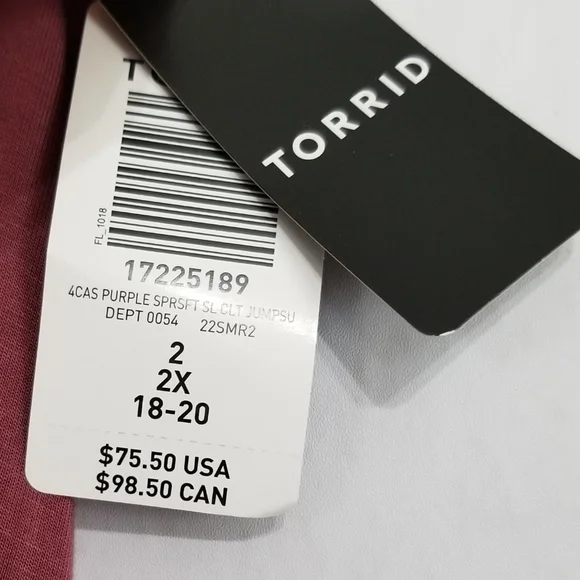 TORRID
T
FL_1018
17225189
4CAS PURPLE SPRSFT SL CLT JUMPSU
DEPT 0054 22SMR2
2
2X
18-20
$75.50 USA
$98.50 CAN